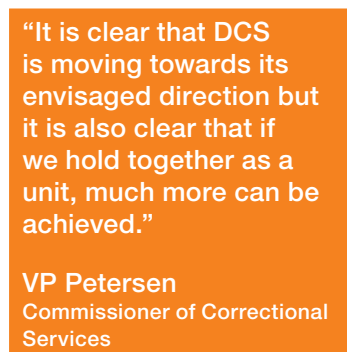 “It is clear that DCS
is moving towards its
envisaged direction but
it is also clear that if
we hold together as a
unit, much more can be
achieved.”
VP Petersen
Commissioner of Correctional
Services